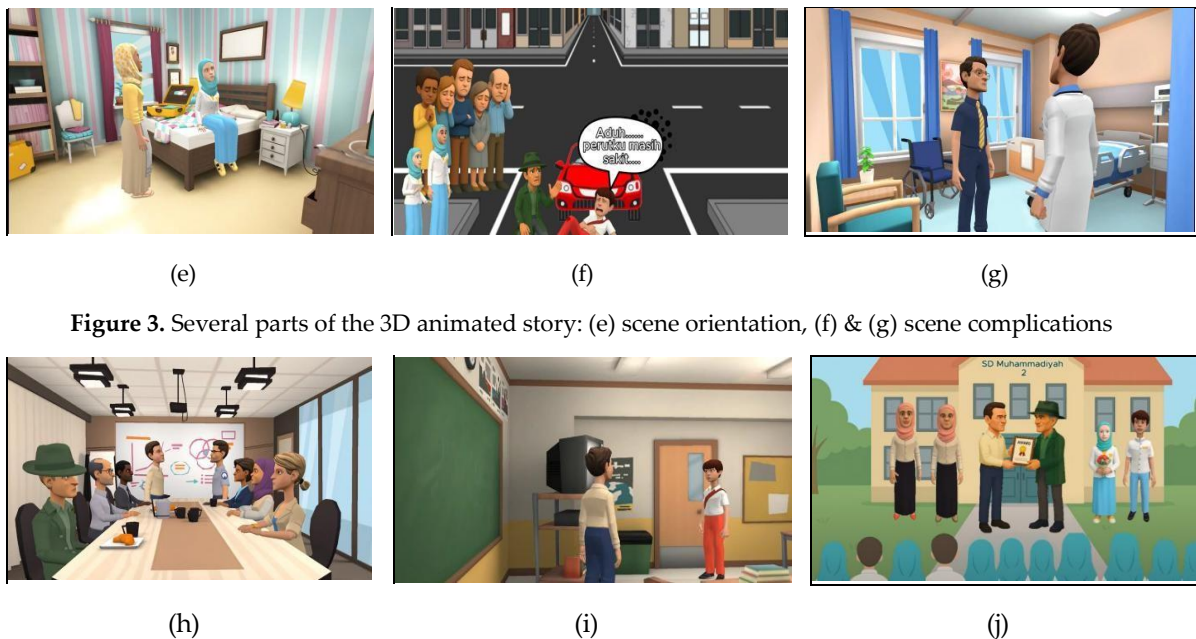 Aduh......
perutku masih
sakit....
(e)
(f)
(g)
Figure 3. Several parts of the 3D animated story: (e) scene orientation, (f) & (g) scene complications
SD Muhammadiyah
2
(h)
(i)
(j)